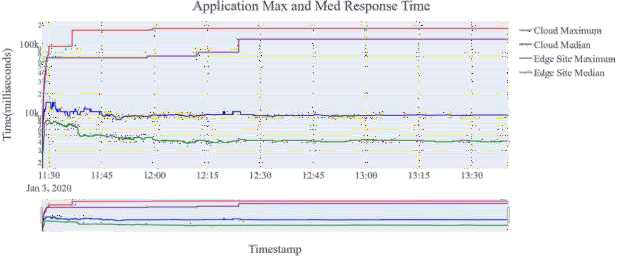 Application Max and Med Response Time
Time(milliseconds)
100k
10k
11:30
11:45
12:00
12:15
12:30
12:45
13:00
13:15
13:30
Jan 3, 2020
Timestamp
Cloud Maximum
Cloud Median
Edge Site Maximum
Edge Site Median